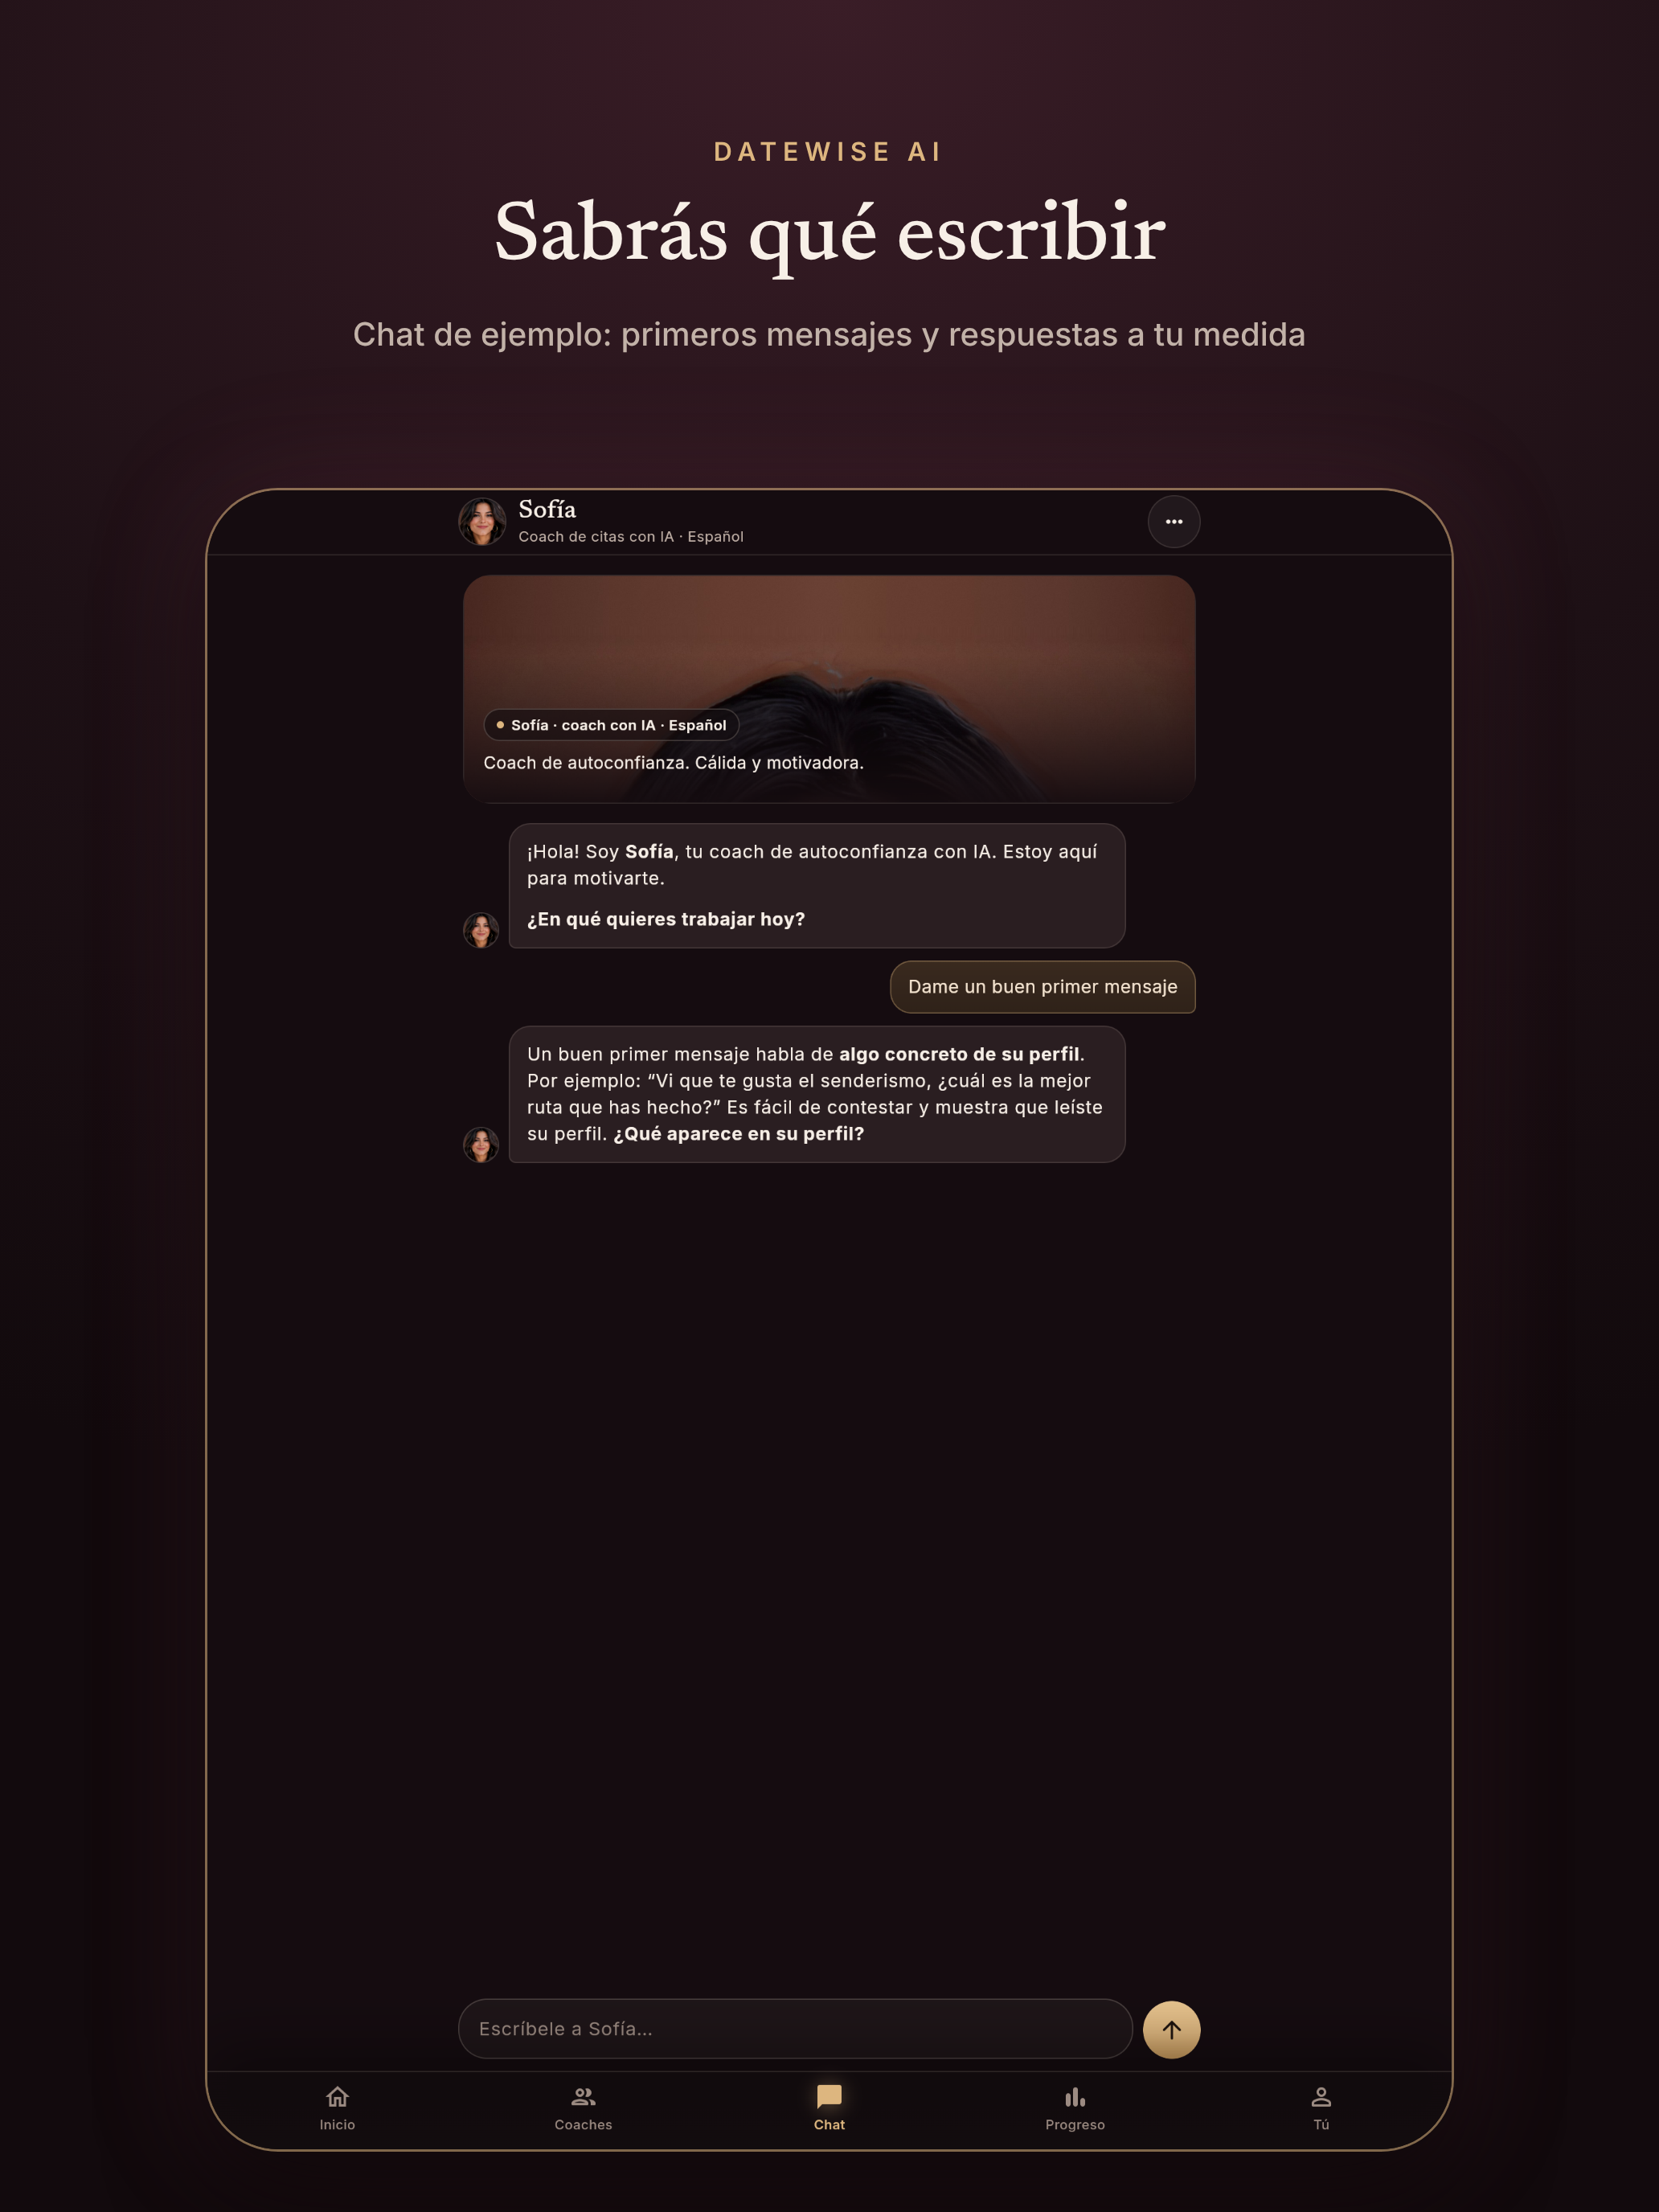 DATEWISE AI
Sabrás qué escribir
Chat de ejemplo: primeros mensajes y respuestas a tu medida
Sofía
Coach de citas con IA · Español
Sofía · coach con IA · Español
Coach de autoconfianza. Cálida y motivadora.
¡Hola! Soy Sofía, tu coach de autoconfianza con IA. Estoy aquí
para motivarte.
¿En qué quieres trabajar hoy?
Dame un buen primer mensaje
Un buen primer mensaje habla de algo concreto de su perfil.
Por ejemplo: “Vi que te gusta el senderismo, ¿cuál es la mejor
ruta que has hecho?” Es fácil de contestar y muestra que leíste
su perfil. ¿Qué aparece en su perfil?
Escríbele a Sofía...
Inicio
Coaches
Chat
Progreso
Tú